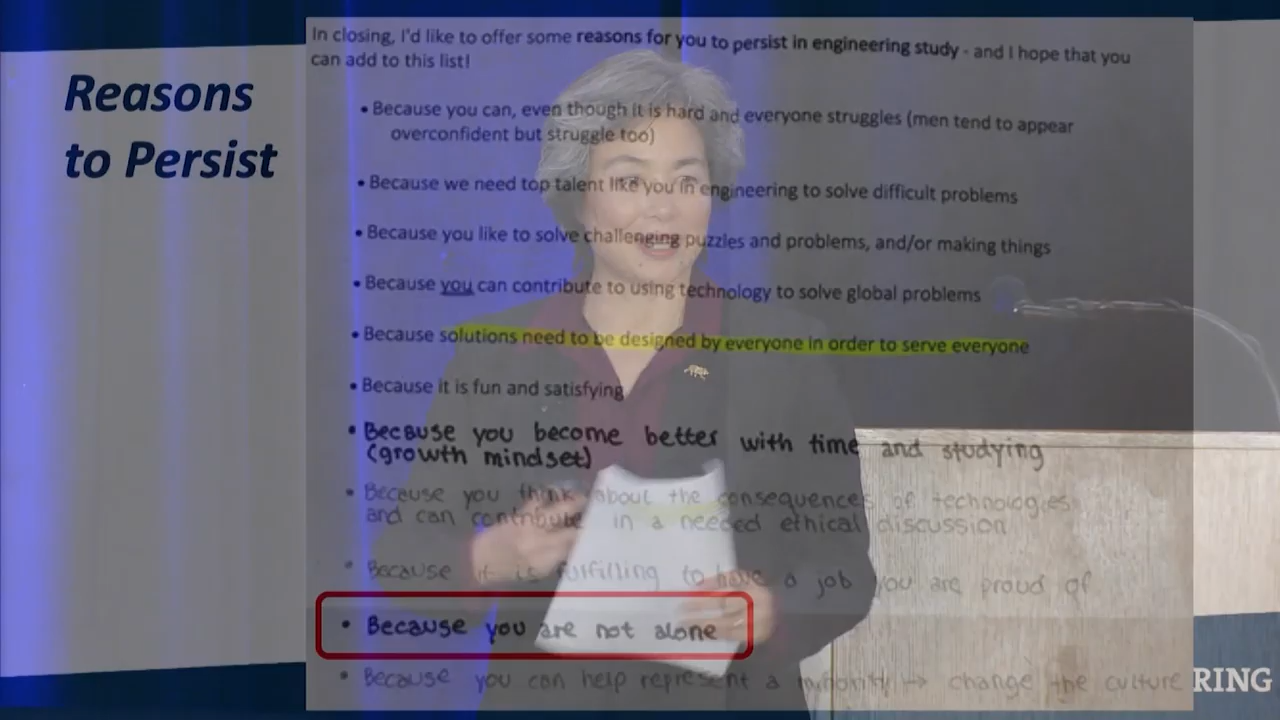 Reasons
to Persist
In closing, I'd like to offer some reasons for you to persist in engineering study - and I hope that you
can add to this list!
• Because you can, even though it is hard and everyone struggles (men tend to appear
overconfident but struggle too)
• Because we need top talent like you in engineering to solve difficult problems
• Because you like to solve challenging puzzles and problems, and/or making things
• Because you can contribute to using technology to solve global problems
• Because solutions need to be designed by everyone in order to serve everyone
• Because it is fun and satisfying
• Because you become better with time and studying
(growth mindset)
• Because you think about the consequences of technologies
and can contribute in a needed ethical discussion
• Because it is fulfilling to have a job you are proud of
• Because you are not alone
• Because you can help represent a minority → change the culture
RING